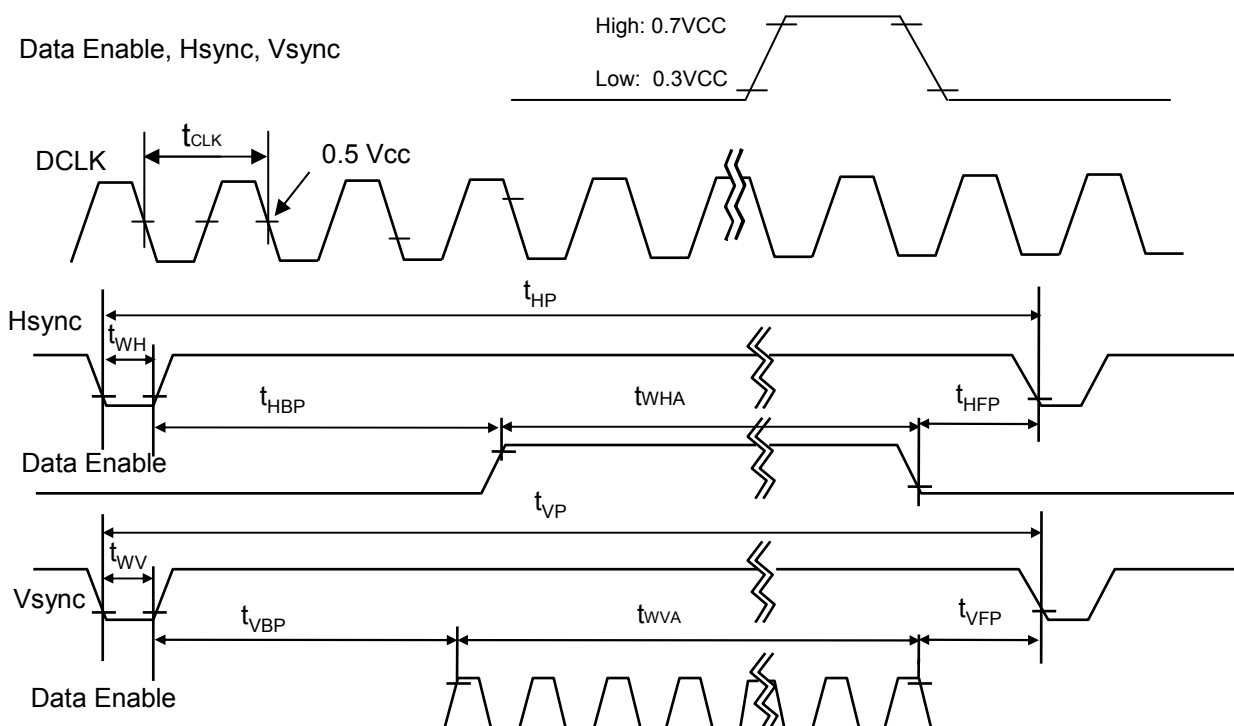 High: 0.7VCC
Data Enable, Hsync, Vsync
Low: 0.3VCC
tCLK
DCLK
0.5 Vcc
tHP
Hsync
tWH
tHBP
tWHA
tHFP
Data Enable
tVP
tWV
Vsync
tVBP
tWVA
tVFP
Data Enable